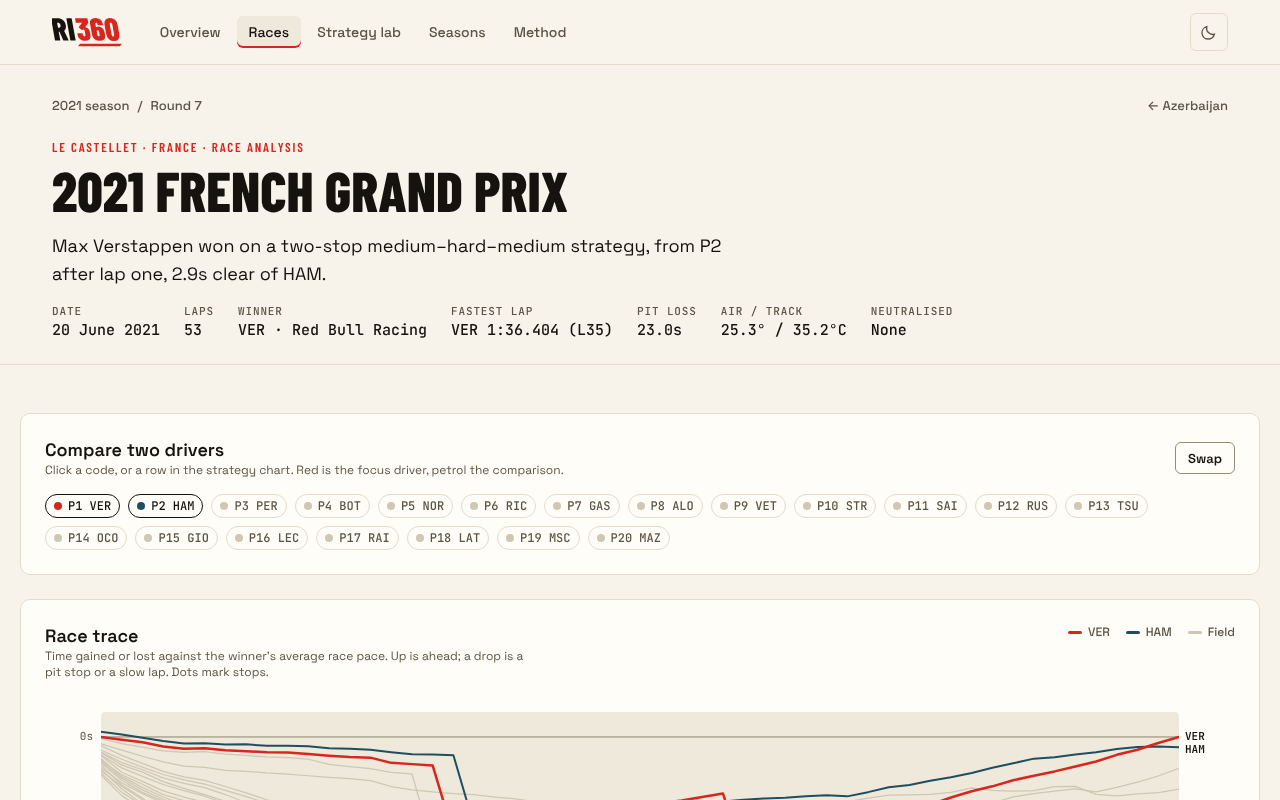 RI360
Overview
Races
Strategy lab
Seasons
Method
2021 season / Round 7
← Azerbaijan
LE CASTELLET · FRANCE · RACE ANALYSIS
2021 FRENCH GRAND PRIX
Max Verstappen won on a two-stop medium–hard–medium strategy, from P2
after lap one, 2.9s clear of HAM.
DATE
20 June 2021
LAPS
53
WINNER
VER · Red Bull Racing
FASTEST LAP
VER 1:36.404 (L35)
PIT LOSS
23.0s
AIR / TRACK
25.3° / 35.2°C
NEUTRALISED
None
Compare two drivers
Click a code, or a row in the strategy chart. Red is the focus driver, petrol the comparison.
Swap
P1 VER
P2 HAM
P3 PER
P4 BOT
P5 NOR
P6 RIC
P7 GAS
P8 ALO
P9 VET
P10 STR
P11 SAI
P12 RUS
P13 TSU
P14 OCO
P15 GIO
P16 LEC
P17 RAI
P18 LAT
P19 MSC
P20 MAZ
Race trace
Time gained or lost against the winner's average race pace. Up is ahead; a drop is a
pit stop or a slow lap. Dots mark stops.
VER
HAM
Field
0s
VER
HAM